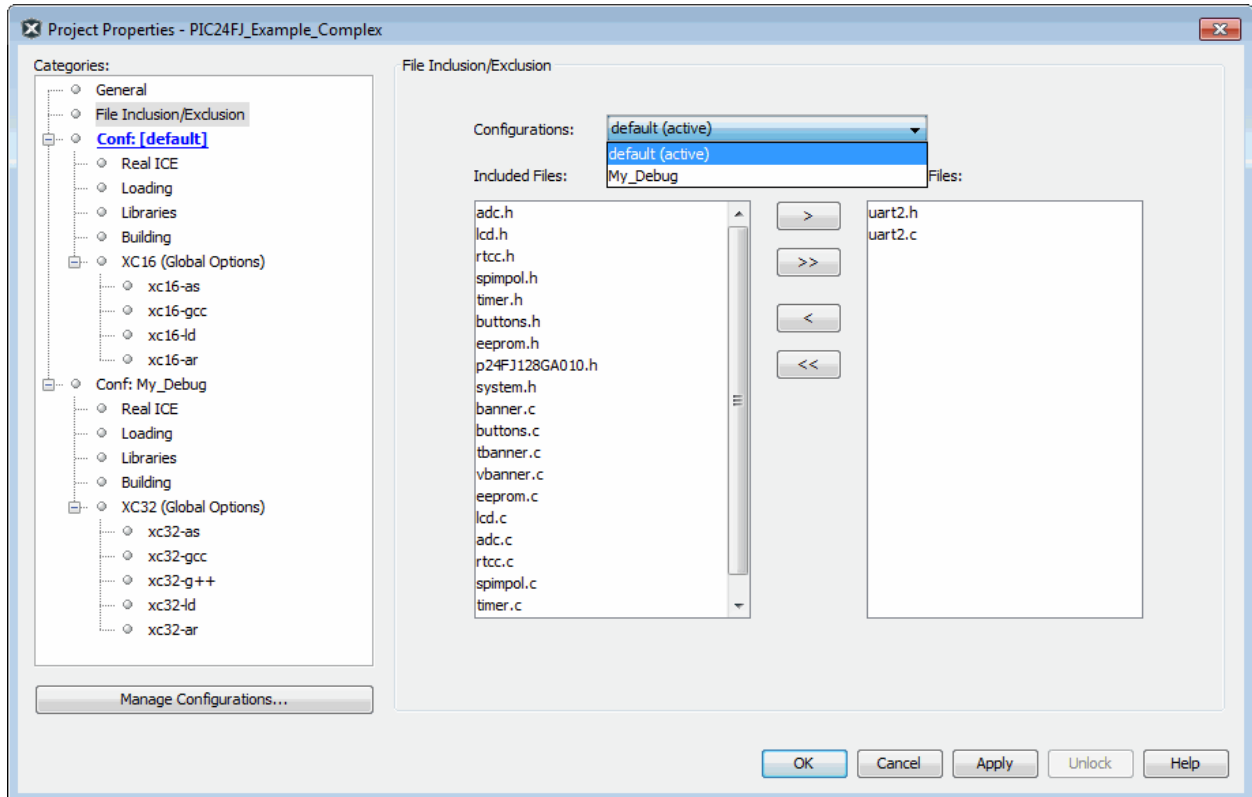 Project Properties - PIC24FJ_Example_Complex
Categories:
General
File Inclusion/Exclusion
Conf: [default]
Real ICE
Loading
Libraries
Building
XC16 (Global Options)
xc16-as
xc16-gcc
xc16-ld
xc16-ar
Conf: My_Debug
Real ICE
Loading
Libraries
Building
XC32 (Global Options)
xc32-as
xc32-gcc
xc32-g++
xc32-ld
xc32-ar
Manage Configurations...
File Inclusion/Exclusion
Configurations:
default (active)
default (active)
My_Debug
Included Files:
Files:
adc.h
lcd.h
rtcc.h
spimpol.h
timer.h
buttons.h
eeprom.h
p24FJ128GA010.h
system.h
banner.c
buttons.c
tbanner.c
vbanner.c
eeprom.c
lcd.c
adc.c
rtcc.c
spimpol.c
timer.c
>
>>
<
<<
uart2.h
uart2.c
OK
Cancel
Apply
Unlock
Help